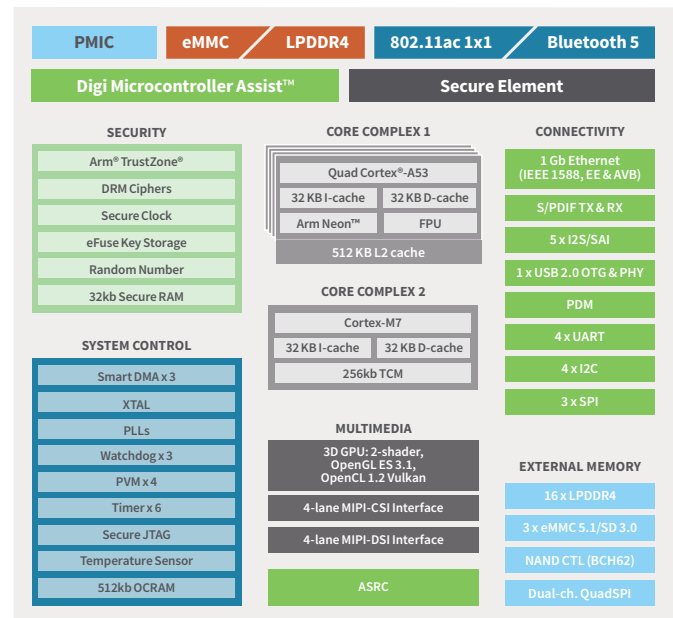 PMIC
eMMC
LPDDR4
802.11ac 1x1
Bluetooth 5
Digi Microcontroller Assist™
Secure Element
SECURITY
Arm® TrustZone®
DRM Ciphers
Secure Clock
eFuse Key Storage
Random Number
32kb Secure RAM
SYSTEM CONTROL
Smart DMA x 3
XTAL
PLLs
Watchdog x 3
PVM x 4
Timer x 6
Secure JTAG
Temperature Sensor
512kb OCRAM
CORE COMPLEX 1
Quad Cortex®-A53
32 KB I-cache
32 KB D-cache
Arm Neon™
FPU
512 KB L2 cache
CORE COMPLEX 2
Cortex-M7
32 KB I-cache
32 KB D-cache
256kb TCM
MULTIMEDIA
3D GPU: 2-shader,
OpenGL ES 3.1,
OpenCL 1.2 Vulkan
4-lane MIPI-CSI Interface
4-lane MIPI-DSI Interface
ASRC
CONNECTIVITY
1 Gb Ethernet
(IEEE 1588, EE & AVB)
S/PDIF TX & RX
5 x I2S/SAI
1 x USB 2.0 OTG & PHY
PDM
4 x UART
4 x I2C
3 x SPI
EXTERNAL MEMORY
16 x LPDDR4
3 x eMMC 5.1/SD 3.0
NAND CTL (BCH62)
Dual-ch. QuadSPI